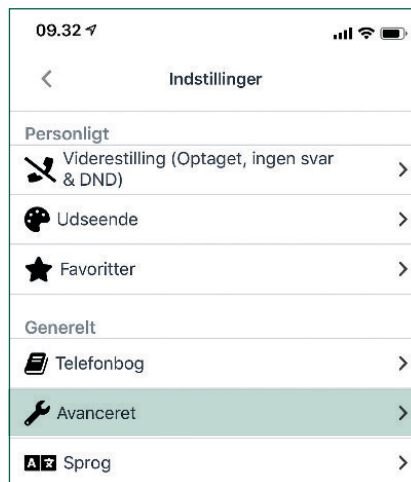 09.32
Indstillinger
Personligt
Viderestilling (Optaget, ingen svar
& DND)
Udseende
Favoritter
Generelt
Telefonbog
Avanceret
Sprog